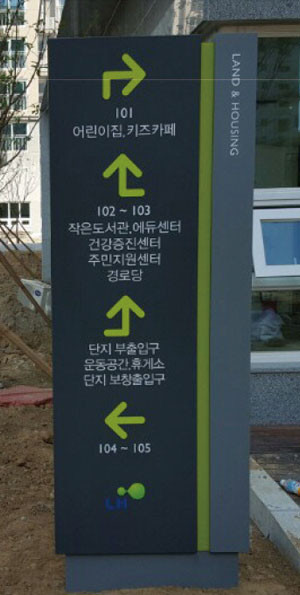 101
어린이집,키즈카페
102 ~ 103
작은도서관,에듀센터
건강증진센터
주민지원센터
경로당
단지 부출입구
운동공간,휴게소
단지 보창출입구
104 ~ 105
LH
LAND & HOUSING